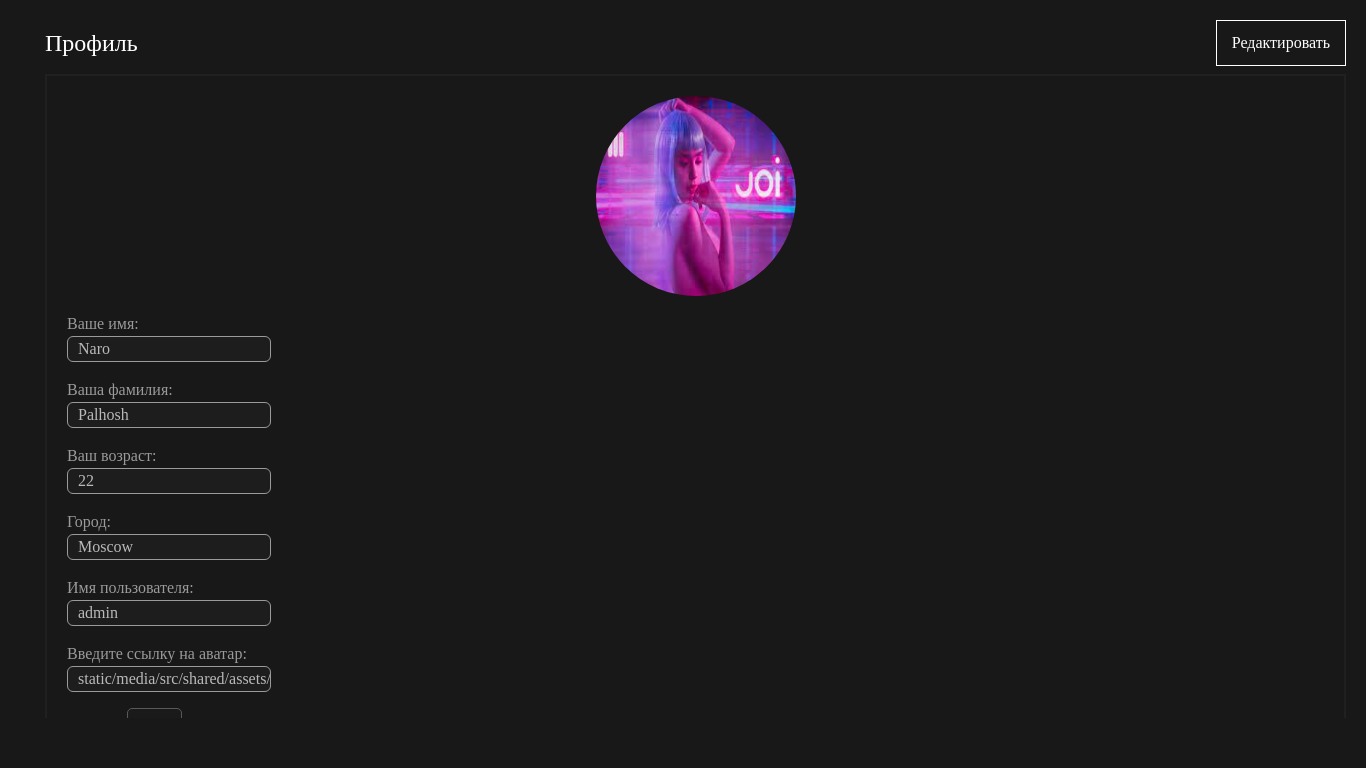 Профиль
Редактировать
JOi
Ваше имя:
Naro
Ваша фамилия:
Palhosh
Ваш возраст:
22
Город:
Moscow
Имя пользователя:
admin
Введите ссылку на аватар:
static/media/src/shared/assets/